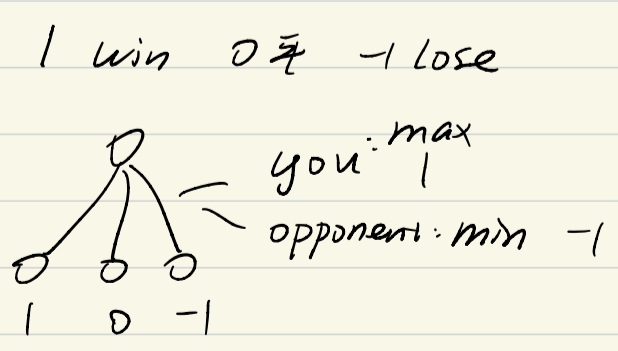 1 win 0平 -1 lose
you: max
1
opponent: min -1
1 0 -1